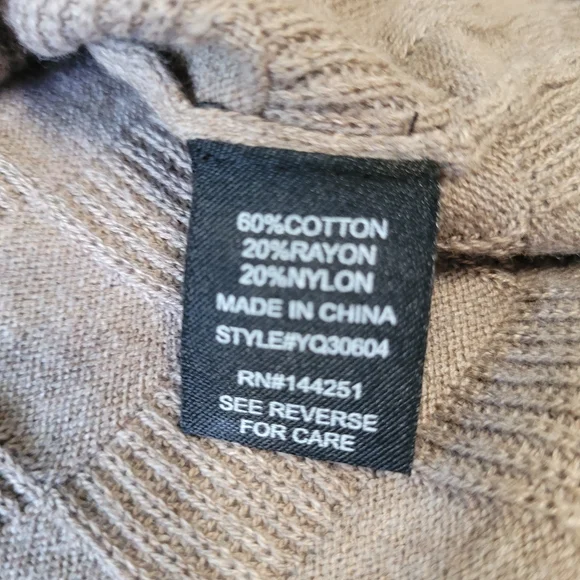 60%COTTON
20%RAYON
20%NYLON
MADE IN CHINA
STYLE#YQ30604
RN#144251
SEE REVERSE
FOR CARE